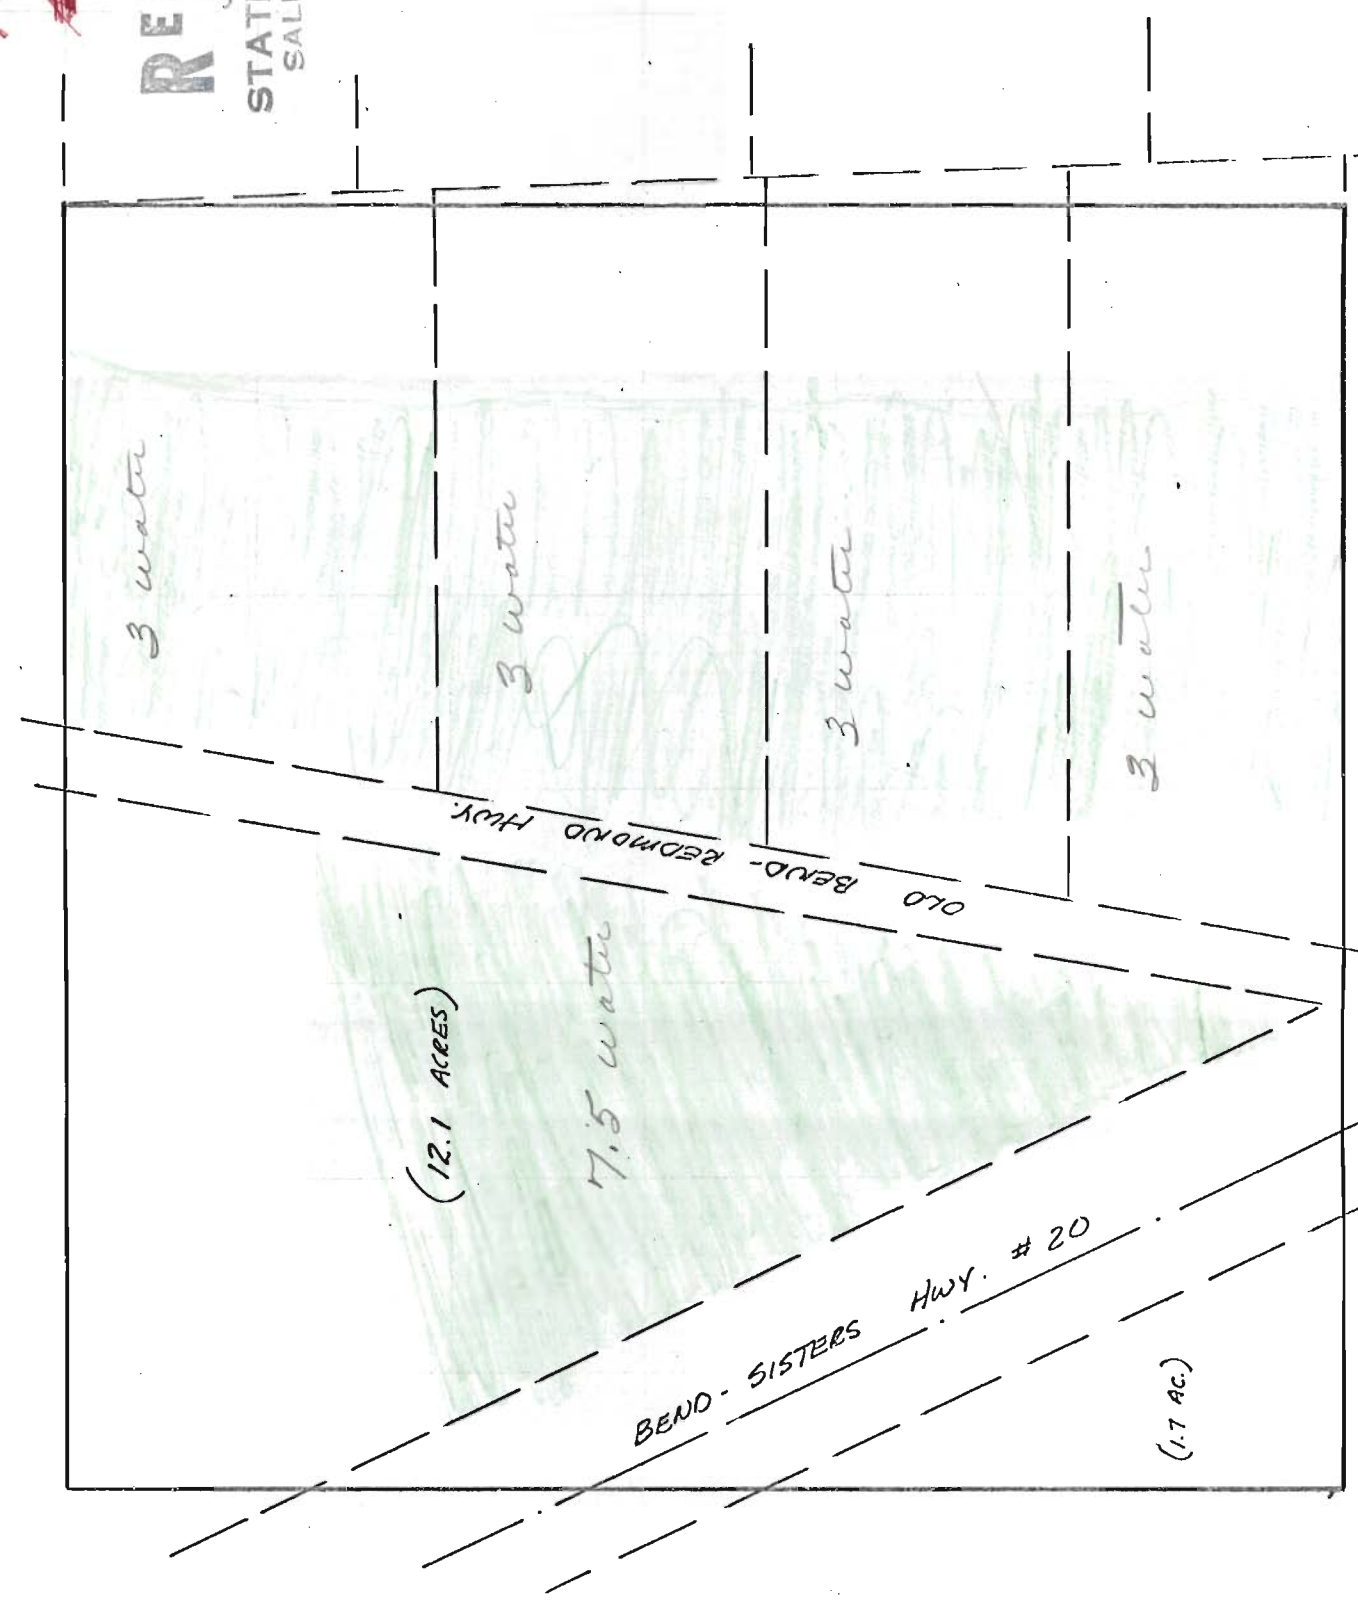 RE
STAT
SAL
3 water
3 water
3 water
3 water
OLD BEND-REDMOND HWY.
(12.1 ACRES)
7.5 water
BEND-SISTERS HWY. # 20
(1.7 AC.)